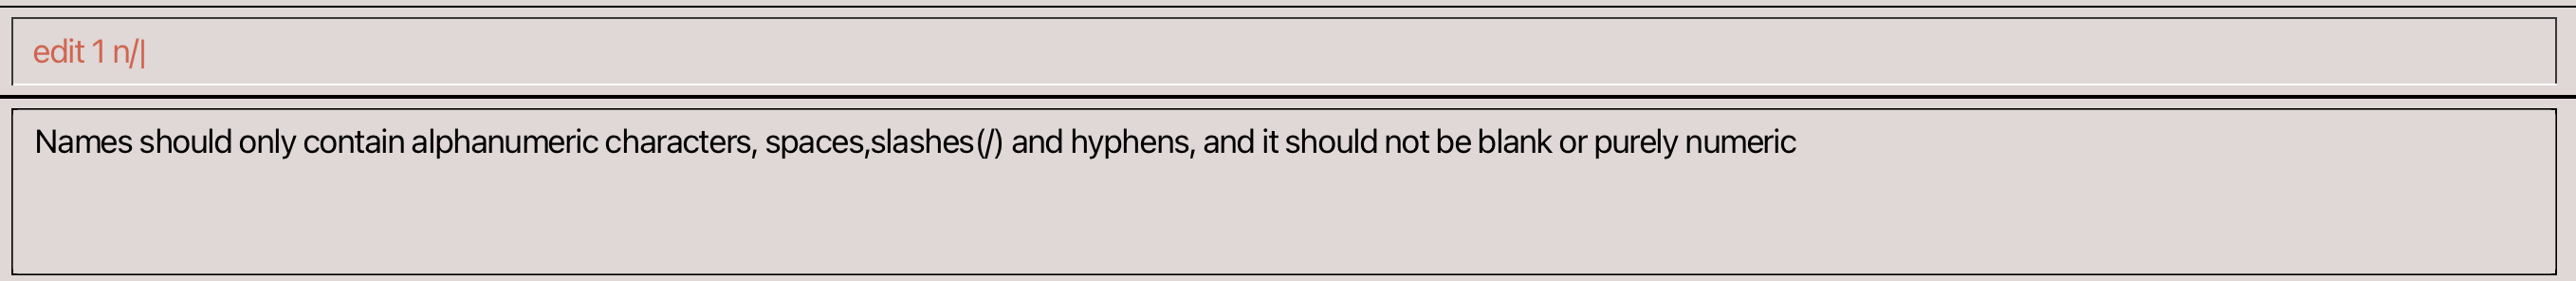 edit 1 n/
Names should only contain alphanumeric characters, spaces,slashes(/) and hyphens, and it should not be blank or purely numeric